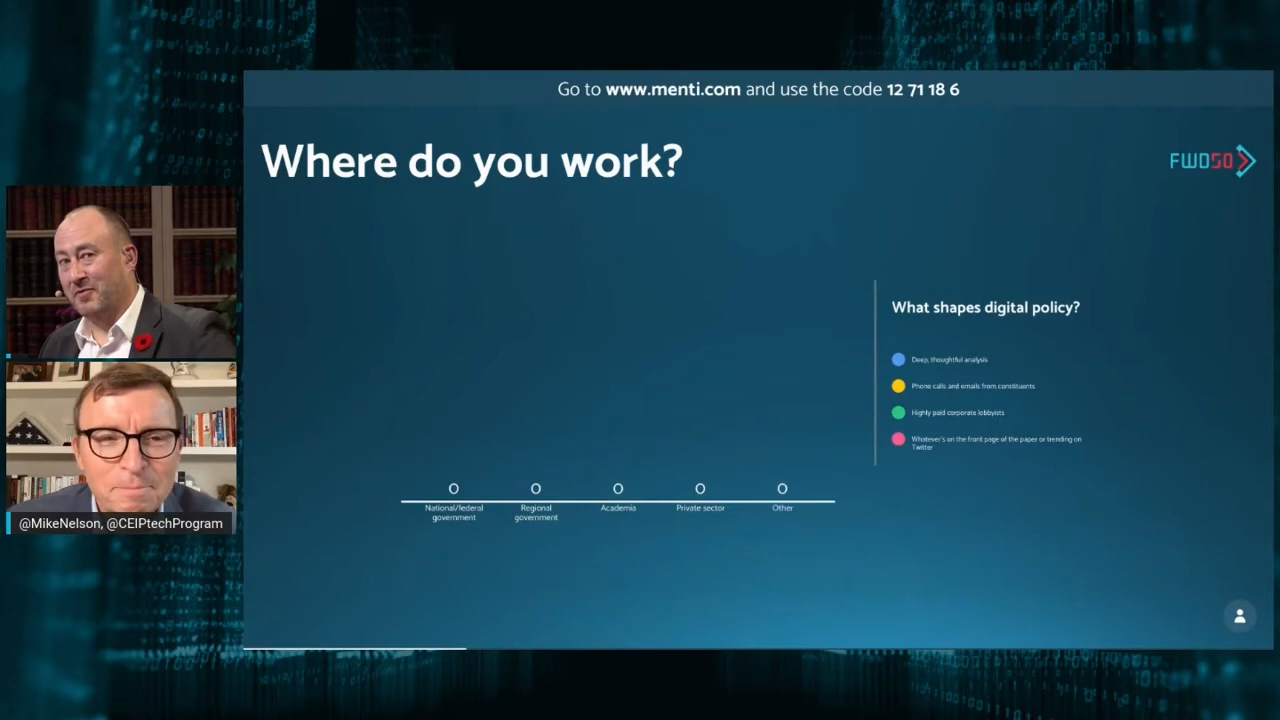 Go to www.menti.com and use the code 12 71 18 6
Where do you work?
FWD50
What shapes digital policy?
Deep, thoughtful analysis
Phone calls and emails from constituents
Highly paid corporate lobbyists
Whatever's on the front page of the paper or trending on
Twitter
0 0 0 0 0
National/federal
government
Regional
government
Academia
Private sector
Other
@MikeNelson, @CEIPtechProgram